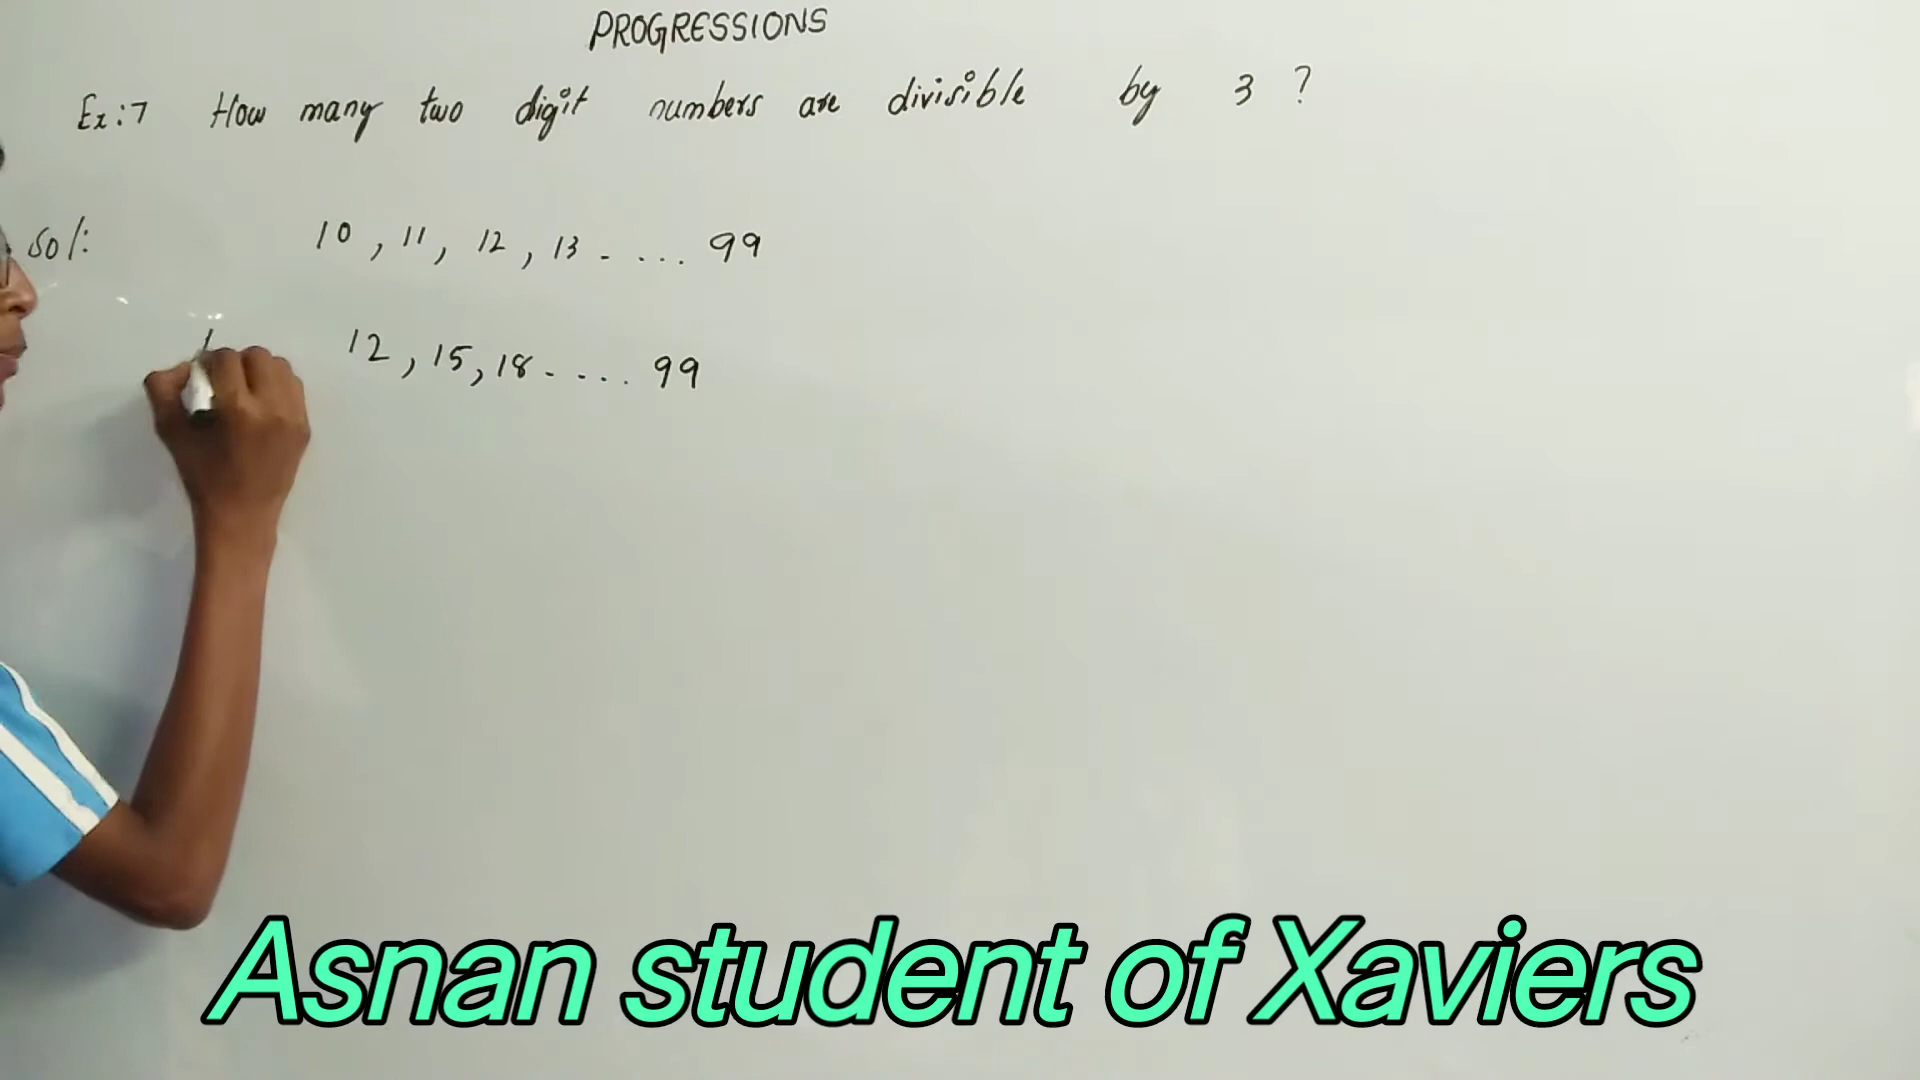 PROGRESSIONS
Ex:7 How many two digit numbers are divisible by 3 ?
Sol: 10, 11, 12, 13 - ... 99
12, 15, 18 - ... 99
Asnan student of Xaviers